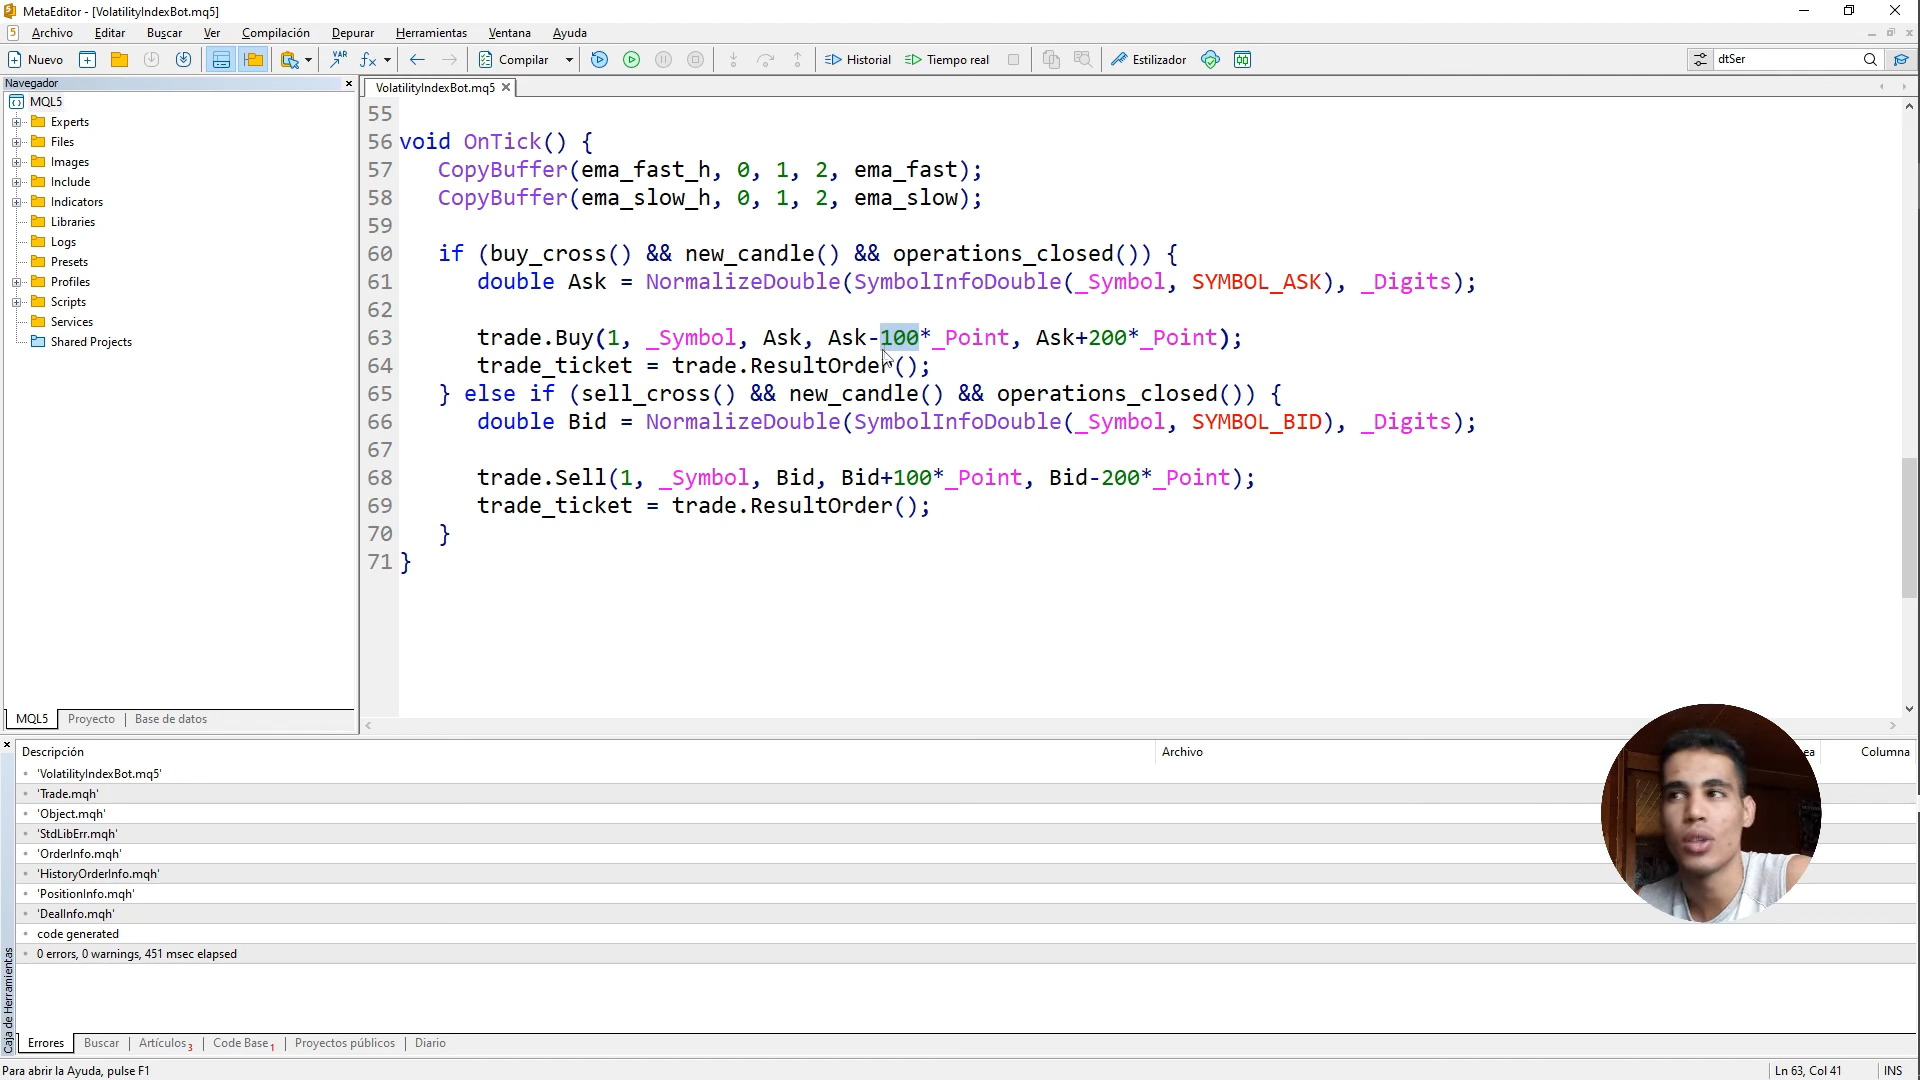 MetaEditor - [VolatilityIndexBot.mq5]
5 Archivo Editar Buscar Ver Compilación Depurar Herramientas Ventana Ayuda
Nuevo VAR fx Compilar Historial Tiempo real Estilizador dtSer
Navegador
VolatilityIndexBot.mq5
MQL5
Experts
Files
Images
Include
Indicators
Libraries
Logs
Presets
Profiles
Scripts
Services
Shared Projects
MQL5 Proyecto Base de datos
55
56 void OnTick() {
57 CopyBuffer(ema_fast_h, 0, 1, 2, ema_fast);
58 CopyBuffer(ema_slow_h, 0, 1, 2, ema_slow);
59
60 if (buy_cross() && new_candle() && operations_closed()) {
61 double Ask = NormalizeDouble(SymbolInfoDouble(_Symbol, SYMBOL_ASK), _Digits);
62
63 trade.Buy(1, _Symbol, Ask, Ask-100*_Point, Ask+200*_Point);
64 trade_ticket = trade.ResultOrder();
65 } else if (sell_cross() && new_candle() && operations_closed()) {
66 double Bid = NormalizeDouble(SymbolInfoDouble(_Symbol, SYMBOL_BID), _Digits);
67
68 trade.Sell(1, _Symbol, Bid, Bid+100*_Point, Bid-200*_Point);
69 trade_ticket = trade.ResultOrder();
70 }
71 }
Descripción Archivo Columna
'VolatilityIndexBot.mq5'
'Trade.mqh'
'Object.mqh'
'StdLibErr.mqh'
'OrderInfo.mqh'
'HistoryOrderInfo.mqh'
'PositionInfo.mqh'
'DealInfo.mqh'
code generated
0 errors, 0 warnings, 451 msec elapsed
Caja de Herramientas
Errores Buscar Artículos 3 Code Base 1 Proyectos públicos Diario
Para abrir la Ayuda, pulse F1 Ln 63, Col 41 INS